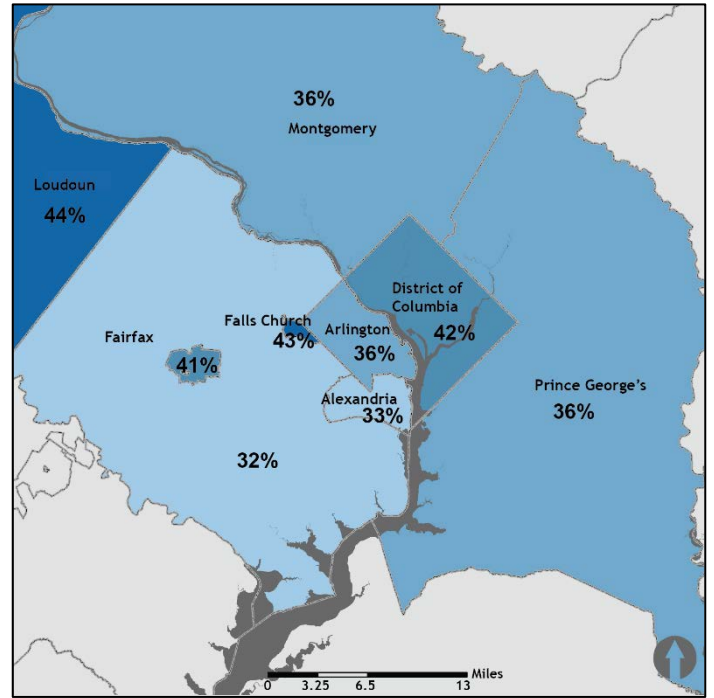 36%
Montgomery
Loudoun
44%
District of
Columbia
42%
Falls Church
43%
Arlington
36%
Fairfax
41%
Alexandria
33%
Prince George's
36%
32%
Miles
0 3.25 6.5 13